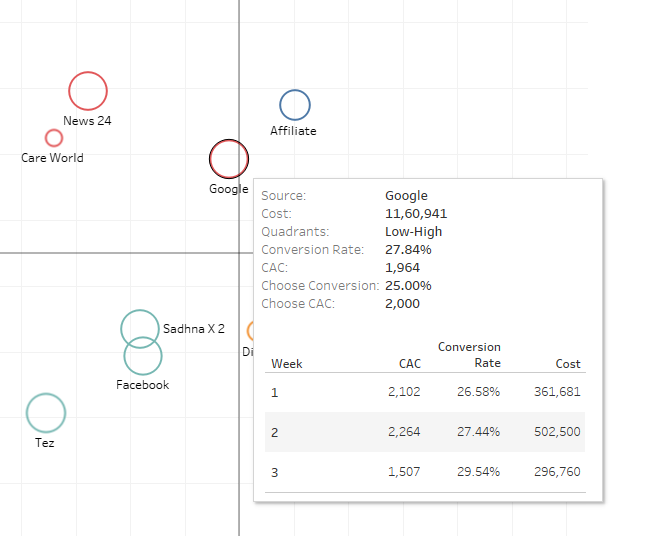 News 24
Affiliate
Care World
Google
Source: Google
Cost: 11,60,941
Quadrants: Low-High
Conversion Rate: 27.84%
CAC: 1,964
Choose Conversion: 25.00%
Choose CAC: 2,000
Sadhna X 2
Di
Facebook
Tez
Week CAC Conversion Rate Cost
1 2,102 26.58% 361,681
2 2,264 27.44% 502,500
3 1,507 29.54% 296,760